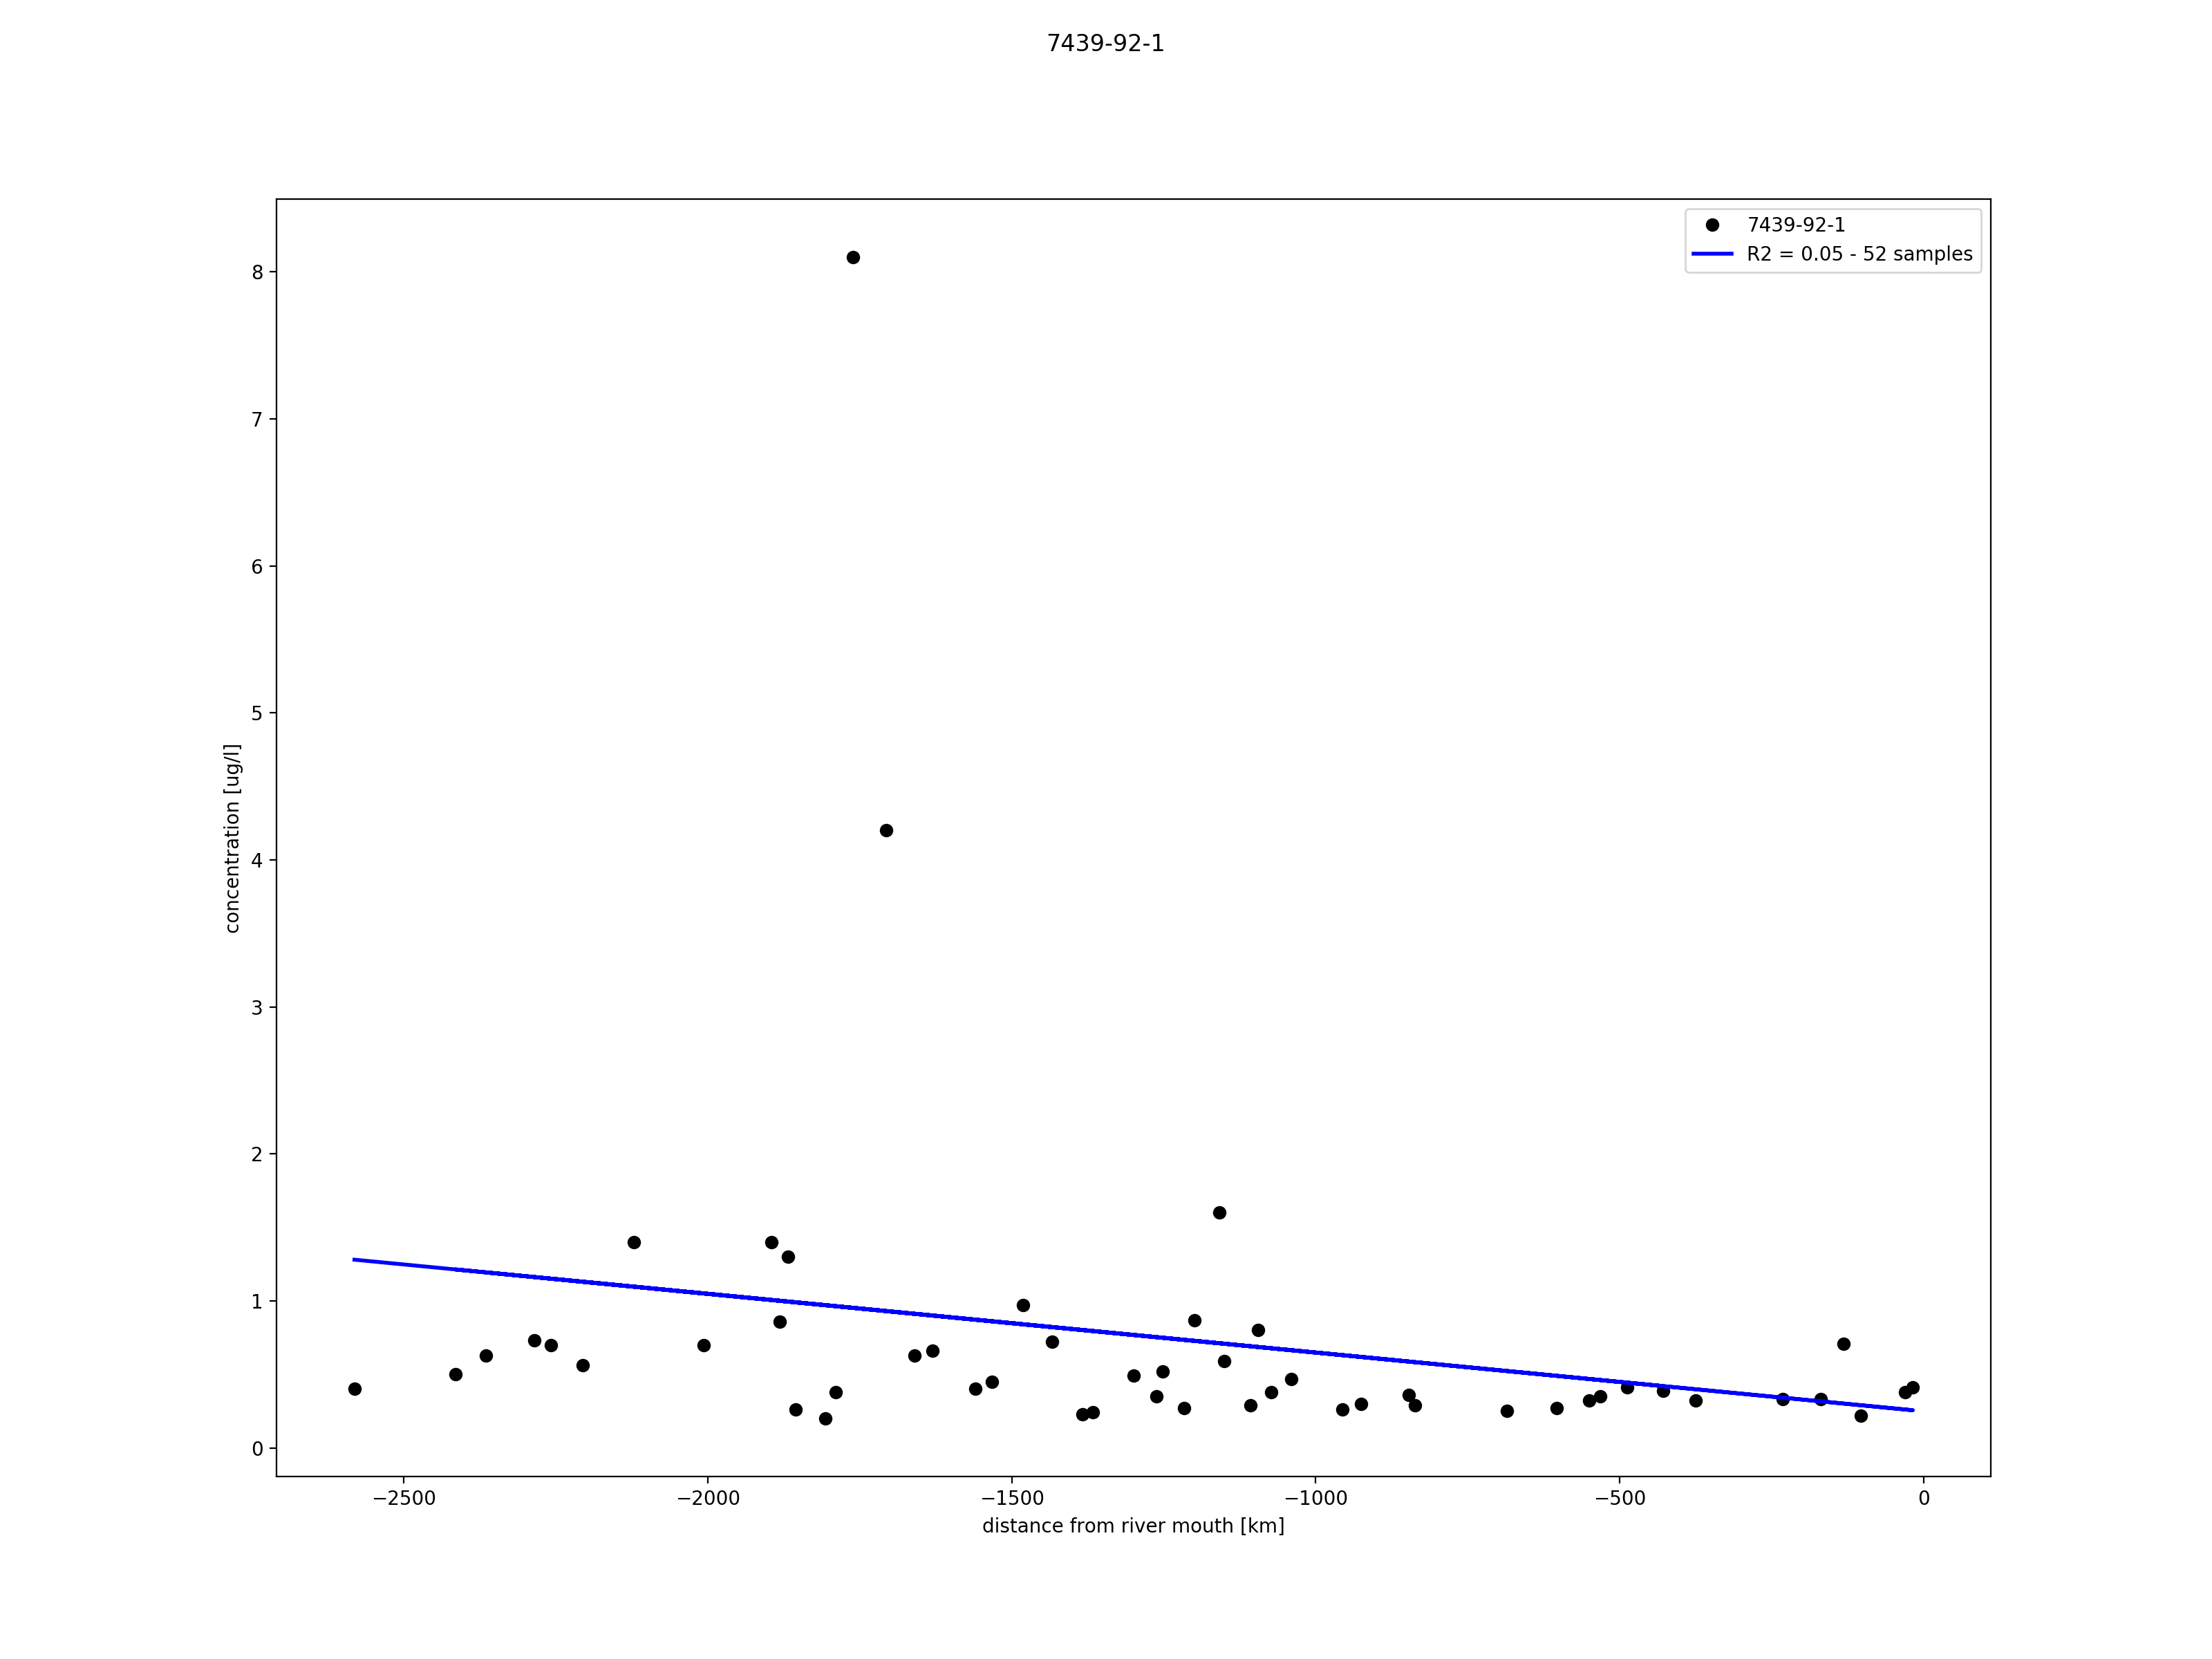 7439-92-1
7439-92-1
R2 = 0.05 - 52 samples
8
7
6
5
4
3
2
1
0
concentration [ug/l]
−2500 −2000 −1500 −1000 −500 0
distance from river mouth [km]